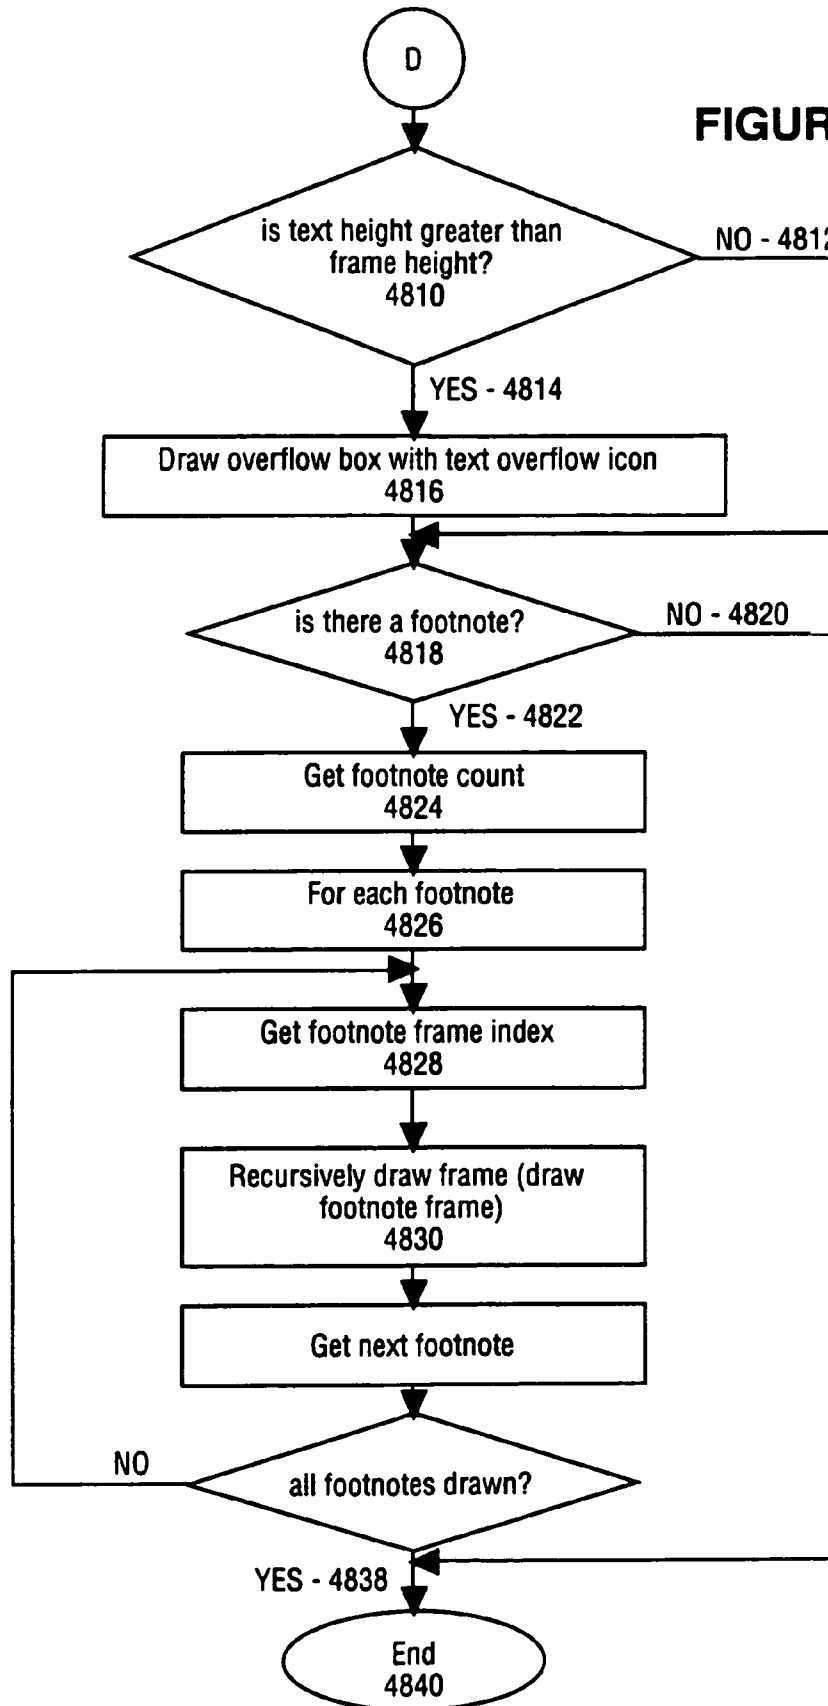 D
FIGUR
is text height greater than
frame height?
4810
NO - 4812
YES - 4814
Draw overflow box with text overflow icon
4816
is there a footnote?
4818
NO - 4820
YES - 4822
Get footnote count
4824
For each footnote
4826
Get footnote frame index
4828
Recursively draw frame (draw
footnote frame)
4830
Get next footnote
NO
all footnotes drawn?
YES - 4838
End
4840